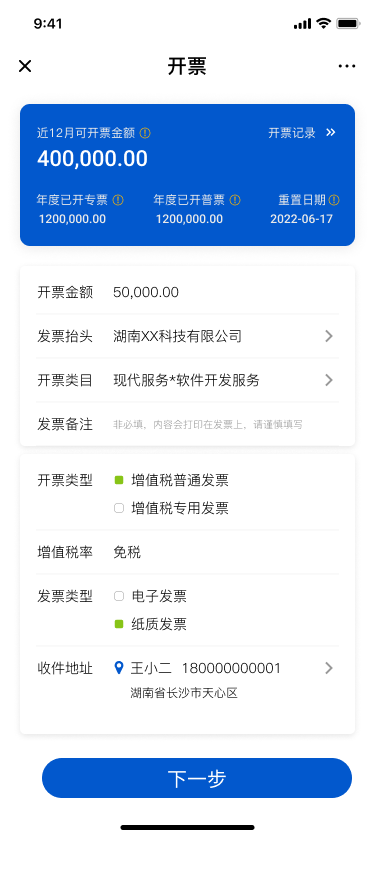 9:41
开票
近12月可开票金额
开票记录
400,000.00
年度已开专票 年度已开普票 重置日期
1200,000.00 1200,000.00 2022-06-17
开票金额 50,000.00
发票抬头 湖南XX科技有限公司
开票类目 现代服务*软件开发服务
发票备注 非必填，内容会打印在发票上，请谨慎填写
开票类型 增值税普通发票
增值税专用发票
增值税率 免税
发票类型 电子发票
纸质发票
收件地址 王小二 180000000001
湖南省长沙市天心区
下一步